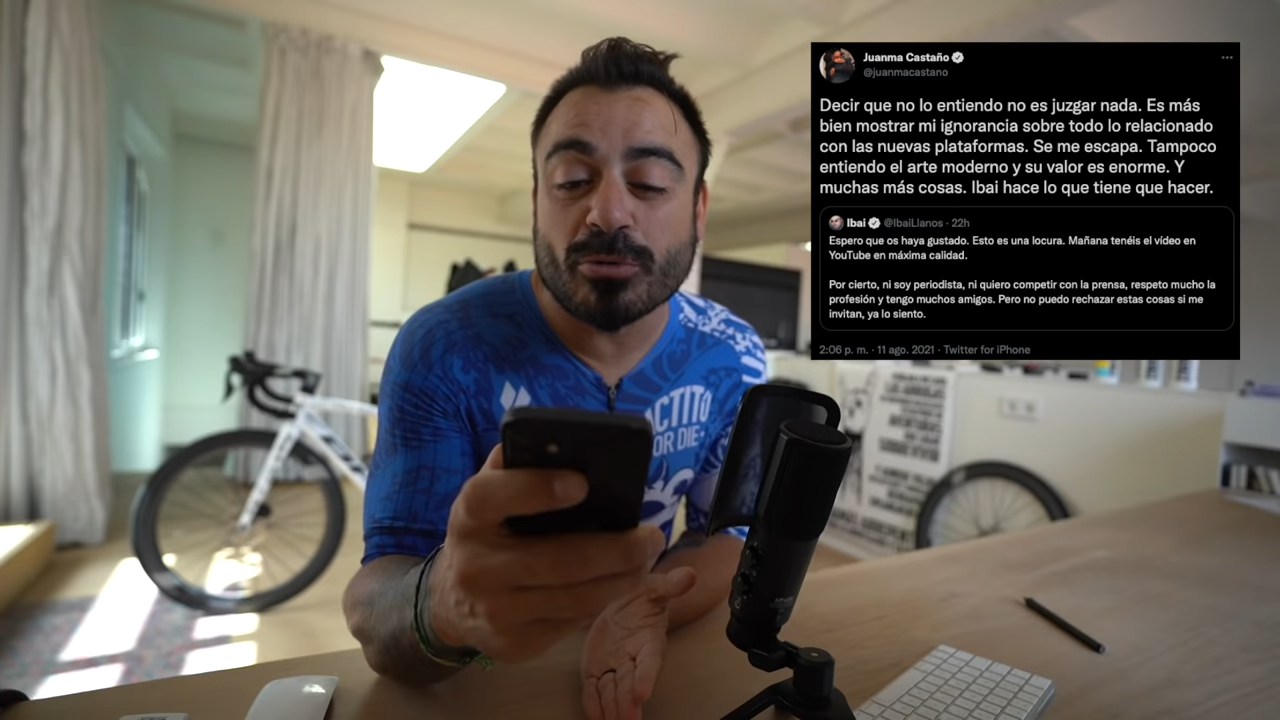 Juanma Castaño
@juanmacastano
Decir que no lo entiendo no es juzgar nada. Es más
bien mostrar mi ignorancia sobre todo lo relacionado
con las nuevas plataformas. Se me escapa. Tampoco
entiendo el arte moderno y su valor es enorme. Y
muchas más cosas. Ibai hace lo que tiene que hacer.
Ibai @IbaiLlanos · 22h
Espero que os haya gustado. Esto es una locura. Mañana tenéis el vídeo en
YouTube en máxima calidad.
Por cierto, ni soy periodista, ni quiero competir con la prensa, respeto mucho la
profesión y tengo muchos amigos. Pero no puedo rechazar estas cosas si me
invitan, ya lo siento.
2:06 p. m. · 11 ago. 2021 · Twitter for iPhone
OR DIE